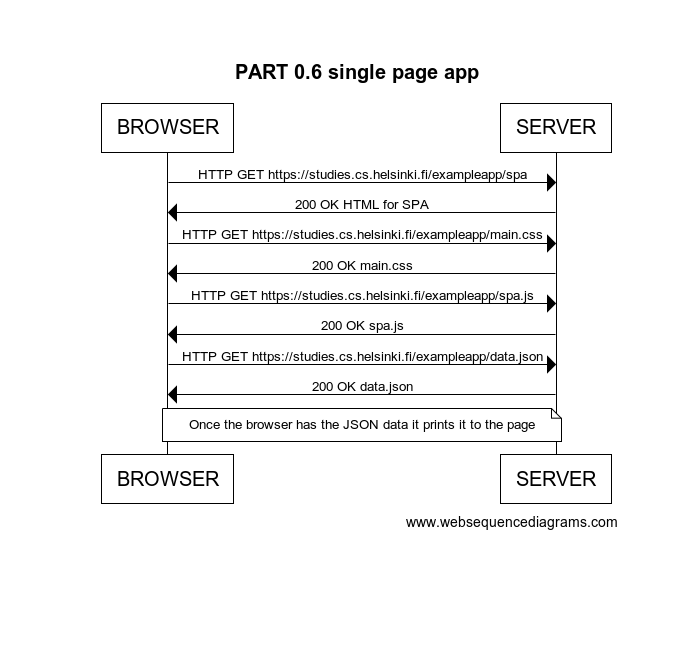 PART 0.6 single page app
BROWSER
SERVER
HTTP GET https://studies.cs.helsinki.fi/exampleapp/spa
200 OK HTML for SPA
HTTP GET https://studies.cs.helsinki.fi/exampleapp/main.css
200 OK main.css
HTTP GET https://studies.cs.helsinki.fi/exampleapp/spa.js
200 OK spa.js
HTTP GET https://studies.cs.helsinki.fi/exampleapp/data.json
200 OK data.json
Once the browser has the JSON data it prints it to the page
BROWSER
SERVER
www.websequencediagrams.com